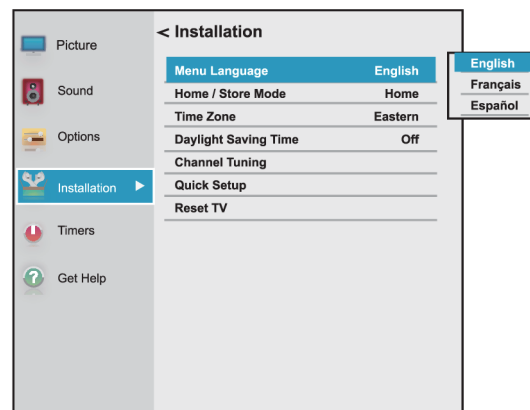 Picture
Sound
Options
Installation
Timers
Get Help
< Installation
Menu Language English
Home / Store Mode Home
Time Zone Eastern
Daylight Saving Time Off
Channel Tuning
Quick Setup
Reset TV
English
Français
Español